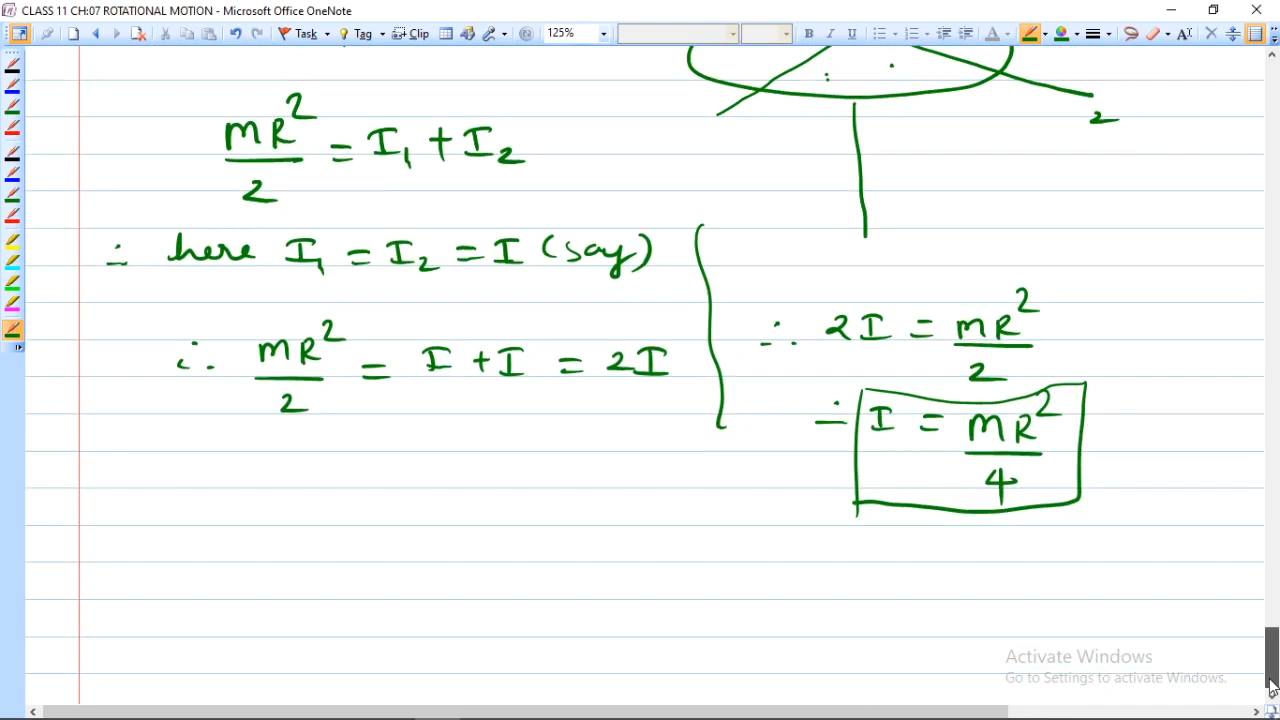 CLASS 11 CH:07 ROTATIONAL MOTION - Microsoft Office OneNote
Task Tag Clip 125% B I U
2
mR²/2 = I₁ + I₂
∴ here I₁ = I₂ = I (say)
∴ mR²/2 = I + I = 2I
∴ 2I = mR²/2
∴ I = mR²/4
Activate Windows
Go to Settings to activate Windows.